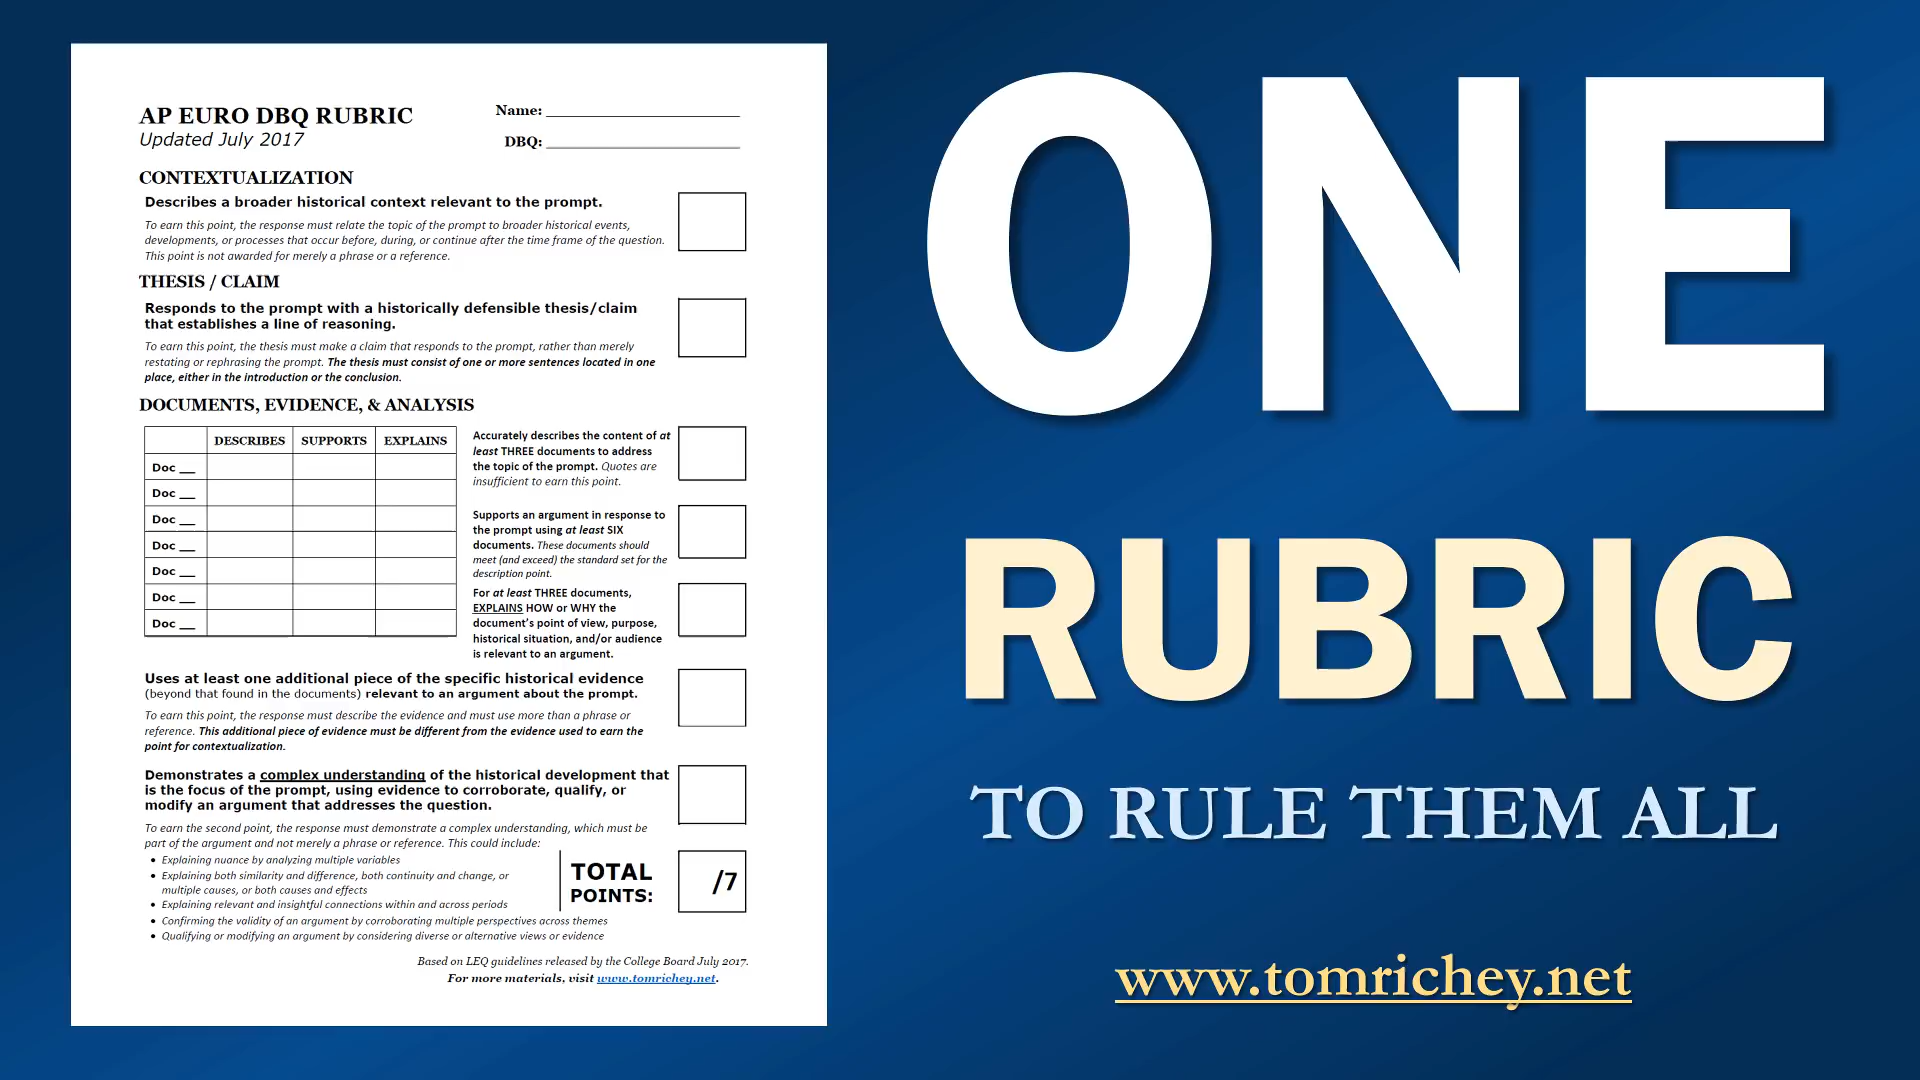 AP EURO DBQ RUBRIC
Updated July 2017
Name: ____________________
DBQ: ____________________
CONTEXTUALIZATION
Describes a broader historical context relevant to the prompt.
To earn this point, the response must relate the topic of the prompt to broader historical events,
developments, or processes that occur before, during, or continue after the time frame of the question.
This point is not awarded for merely a phrase or a reference.
THESIS / CLAIM
Responds to the prompt with a historically defensible thesis/claim
that establishes a line of reasoning.
To earn this point, the thesis must make a claim that responds to the prompt, rather than merely
restating or rephrasing the prompt. The thesis must consist of one or more sentences located in one
place, either in the introduction or the conclusion.
DOCUMENTS, EVIDENCE, & ANALYSIS
DESCRIBES SUPPORTS EXPLAINS
Doc __
Doc __
Doc __
Doc __
Doc __
Doc __
Doc __
Accurately describes the content of at
least THREE documents to address
the topic of the prompt. Quotes are
insufficient to earn this point.
Supports an argument in response to
the prompt using at least SIX
documents. These documents should
meet (and exceed) the standard set for the
description point.
For at least THREE documents,
EXPLAINS HOW or WHY the
document's point of view, purpose,
historical situation, and/or audience
is relevant to an argument.
Uses at least one additional piece of the specific historical evidence
(beyond that found in the documents) relevant to an argument about the prompt.
To earn this point, the response must describe the evidence and must use more than a phrase or
reference. This additional piece of evidence must be different from the evidence used to earn the
point for contextualization.
Demonstrates a complex understanding of the historical development that
is the focus of the prompt, using evidence to corroborate, qualify, or
modify an argument that addresses the question.
To earn the second point, the response must demonstrate a complex understanding, which must be
part of the argument and not merely a phrase or reference. This could include:
• Explaining nuance by analyzing multiple variables
• Explaining both similarity and difference, both continuity and change, or
multiple causes, or both causes and effects
• Explaining relevant and insightful connections within and across periods
• Confirming the validity of an argument by corroborating multiple perspectives across themes
• Qualifying or modifying an argument by considering diverse or alternative views or evidence
TOTAL
POINTS:
/7
Based on LEQ guidelines released by the College Board July 2017.
For more materials, visit www.tomrichey.net.
ONE
RUBRIC
TO RULE THEM ALL
www.tomrichey.net